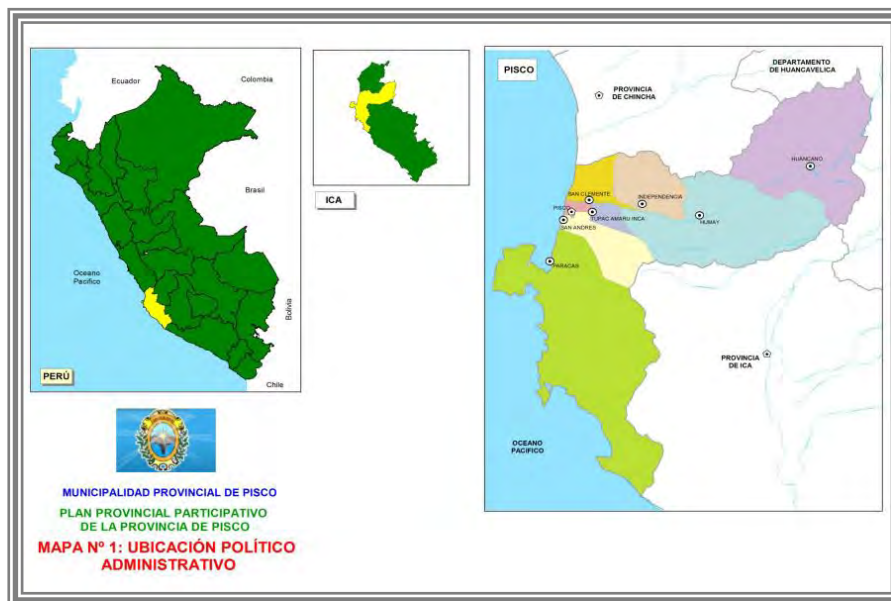 Ecuador
Colombia
Brasil
Oceano
Pacifico
Bolivia
Chile
PERÚ
ICA
PISCO
DEPARTAMENTO
DE HUANCAVELICA
PROVINCIA
DE CHINCHA
HUANCANO
SAN CLEMENTE
INDEPENDENCIA
PISCO
TUPAC AMARU INCA
HUMAY
SAN ANDRES
PARACAS
PROVINCIA
DE ICA
OCEANO
PACIFICO
MUNICIPALIDAD PROVINCIAL DE PISCO
PLAN PROVINCIAL PARTICIPATIVO
DE LA PROVINCIA DE PISCO
MAPA Nº 1: UBICACIÓN POLÍTICO
ADMINISTRATIVO